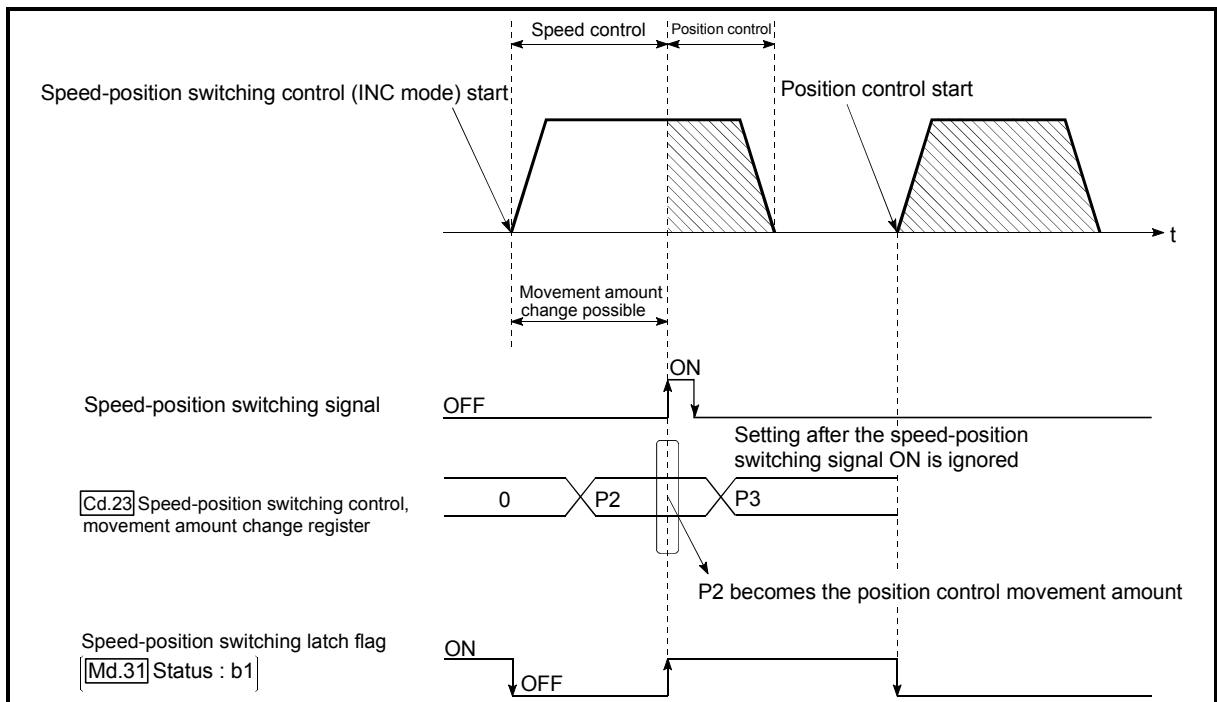 Speed control
Position control
Speed-position switching control (INC mode) start
Position control start
t
Movement amount
change possible
ON
Speed-position switching signal
OFF
Setting after the speed-position
switching signal ON is ignored
Cd.23 Speed-position switching control,
movement amount change register
0
P2
P3
P2 becomes the position control movement amount
Speed-position switching latch flag
Md.31 Status : b1
ON
OFF